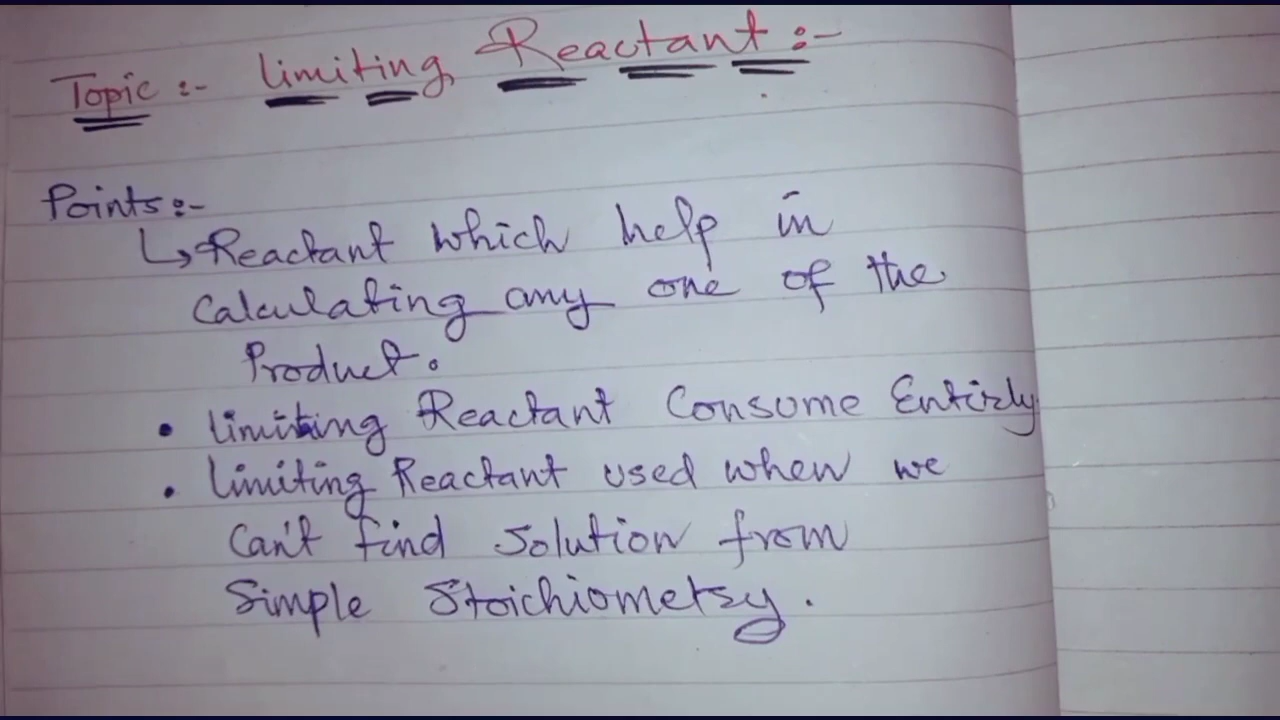 Topic :- limiting Reactant :-
Points :-
↳ Reactant which help in
Calculating any one of the
Product.
• limiting Reactant Consume Entirly
• Limiting Reactant used when we
Can't find Solution from
Simple Stoichiometry.